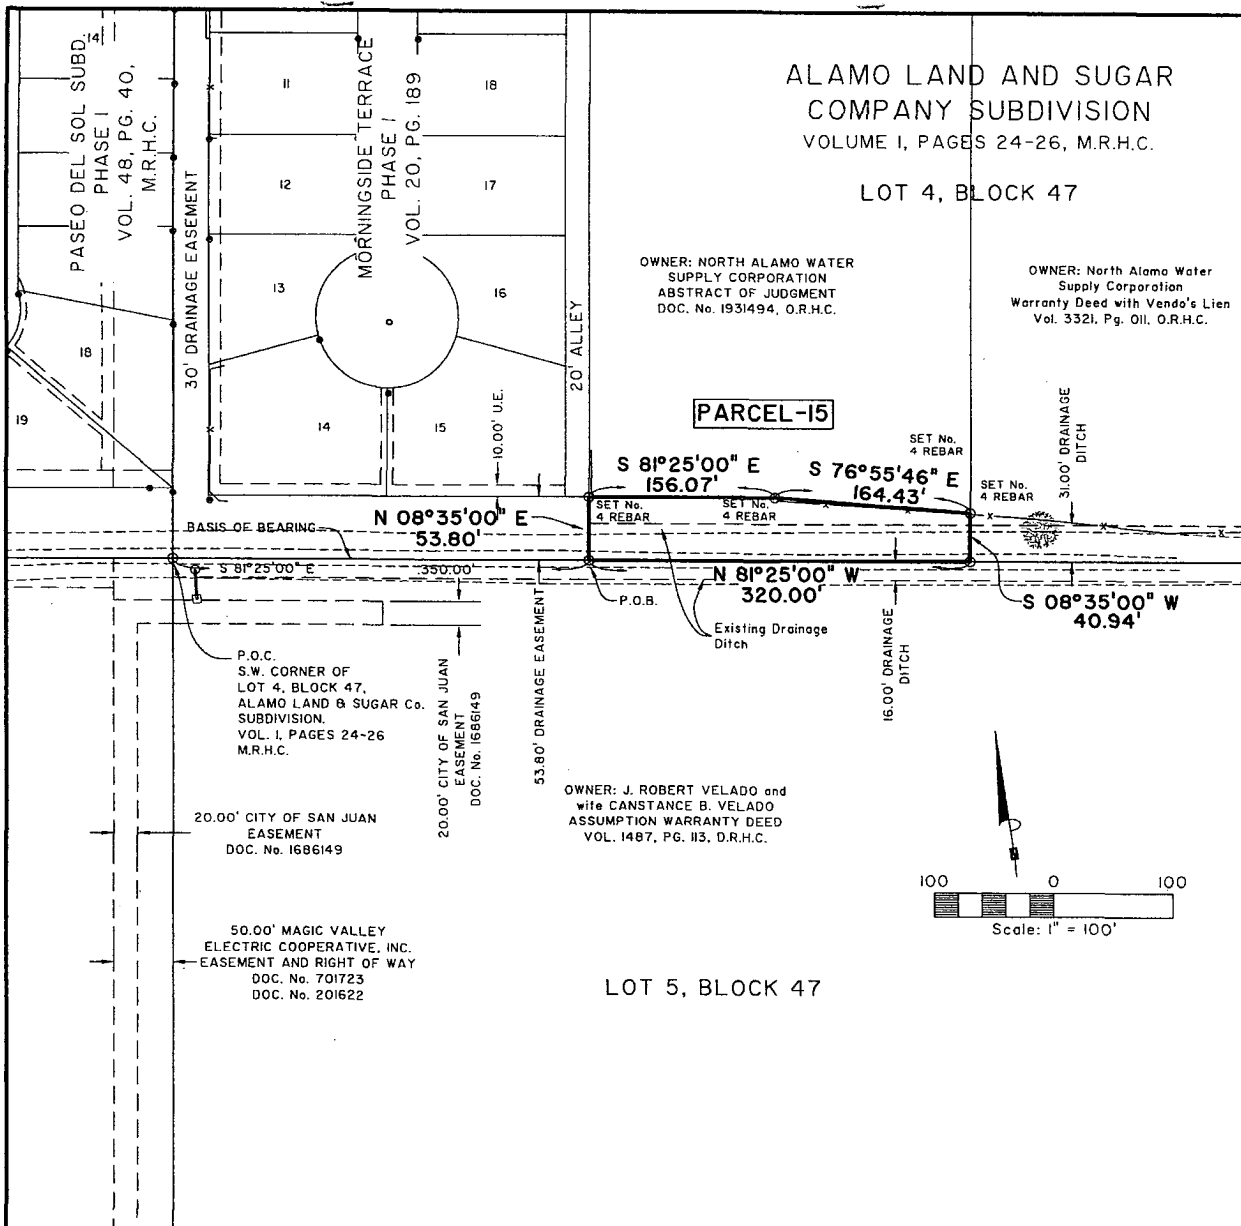 ALAMO LAND AND SUGAR
COMPANY SUBDIVISION
VOLUME 1, PAGES 24-26, M.R.H.C.
LOT 4, BLOCK 47
PASEO DEL SOL SUBD.
PHASE 1
VOL. 48, PG. 40,
M.R.H.C.
14
18
19
30' DRAINAGE EASEMENT
MORNINGSIDE TERRACE
PHASE 1
VOL. 20, PG. 189
11
18
12
17
13
16
14
15
10.00' U.E.
20' ALLEY
OWNER: NORTH ALAMO WATER
SUPPLY CORPORATION
ABSTRACT OF JUDGMENT
DOC. No. 1931494, O.R.H.C.
OWNER: North Alamo Water
Supply Corporation
Warranty Deed with Vendo's Lien
Vol. 3321, Pg. 011, O.R.H.C.
PARCEL-15
31.00' DRAINAGE
DITCH
SET No.
4 REBAR
S 81°25'00" E
156.07'
S 76°55'46" E
164.43'
SET No.
4 REBAR
SET No.
4 REBAR
SET No.
4 REBAR
N 08°35'00" E
53.80'
BASIS OF BEARING
S 81°25'00" E
350.00'
P.O.B.
N 81°25'00" W
320.00'
S 08°35'00" W
40.94'
Existing Drainage
Ditch
16.00' DRAINAGE
DITCH
53.80' DRAINAGE EASEMENT
P.O.C.
S.W. CORNER OF
LOT 4, BLOCK 47,
ALAMO LAND & SUGAR Co.
SUBDIVISION.
VOL. 1, PAGES 24-26
M.R.H.C.
20.00' CITY OF SAN JUAN
EASEMENT
DOC. No. 1686149
20.00' CITY OF SAN JUAN
EASEMENT
DOC. No. 1686149
OWNER: J. ROBERT VELADO and
wife CANSTANCE B. VELADO
ASSUMPTION WARRANTY DEED
VOL. 1487, PG. 113, D.R.H.C.
100 0 100
Scale: 1" = 100'
50.00' MAGIC VALLEY
ELECTRIC COOPERATIVE, INC.
EASEMENT AND RIGHT OF WAY
DOC. No. 701723
DOC. No. 201622
LOT 5, BLOCK 47